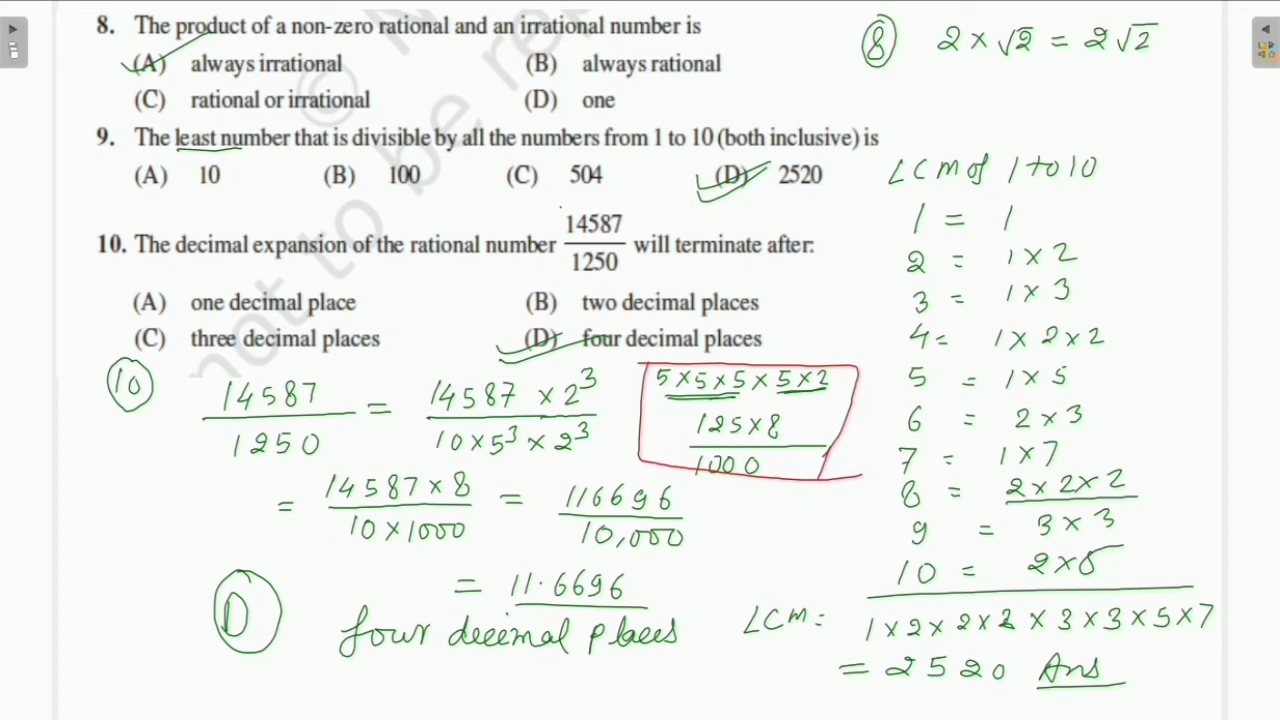 8. The product of a non-zero rational and an irrational number is
(A) always irrational (B) always rational
(C) rational or irrational (D) one
9. The least number that is divisible by all the numbers from 1 to 10 (both inclusive) is
(A) 10 (B) 100 (C) 504 (D) 2520
10. The decimal expansion of the rational number 14587/1250 will terminate after:
(A) one decimal place (B) two decimal places
(C) three decimal places (D) four decimal places
⑧ 2 × √2 = 2√2
LCM of 1 to 10
1 = 1
2 = 1 × 2
3 = 1 × 3
4 = 1 × 2 × 2
5 = 1 × 5
6 = 2 × 3
7 = 1 × 7
8 = 2 × 2 × 2
9 = 3 × 3
10 = 2 × 5
LCM = 1 × 2 × 2 × 2 × 3 × 3 × 5 × 7
= 2520 Ans
⑩ 14587/1250 = 14587 × 2³/10 × 5³ × 2³
5 × 5 × 5 × 5 × 2
125 × 8
1000
= 14587 × 8/10 × 1000 = 116696/10,000
= 11.6696
D four decimal places
not to be re